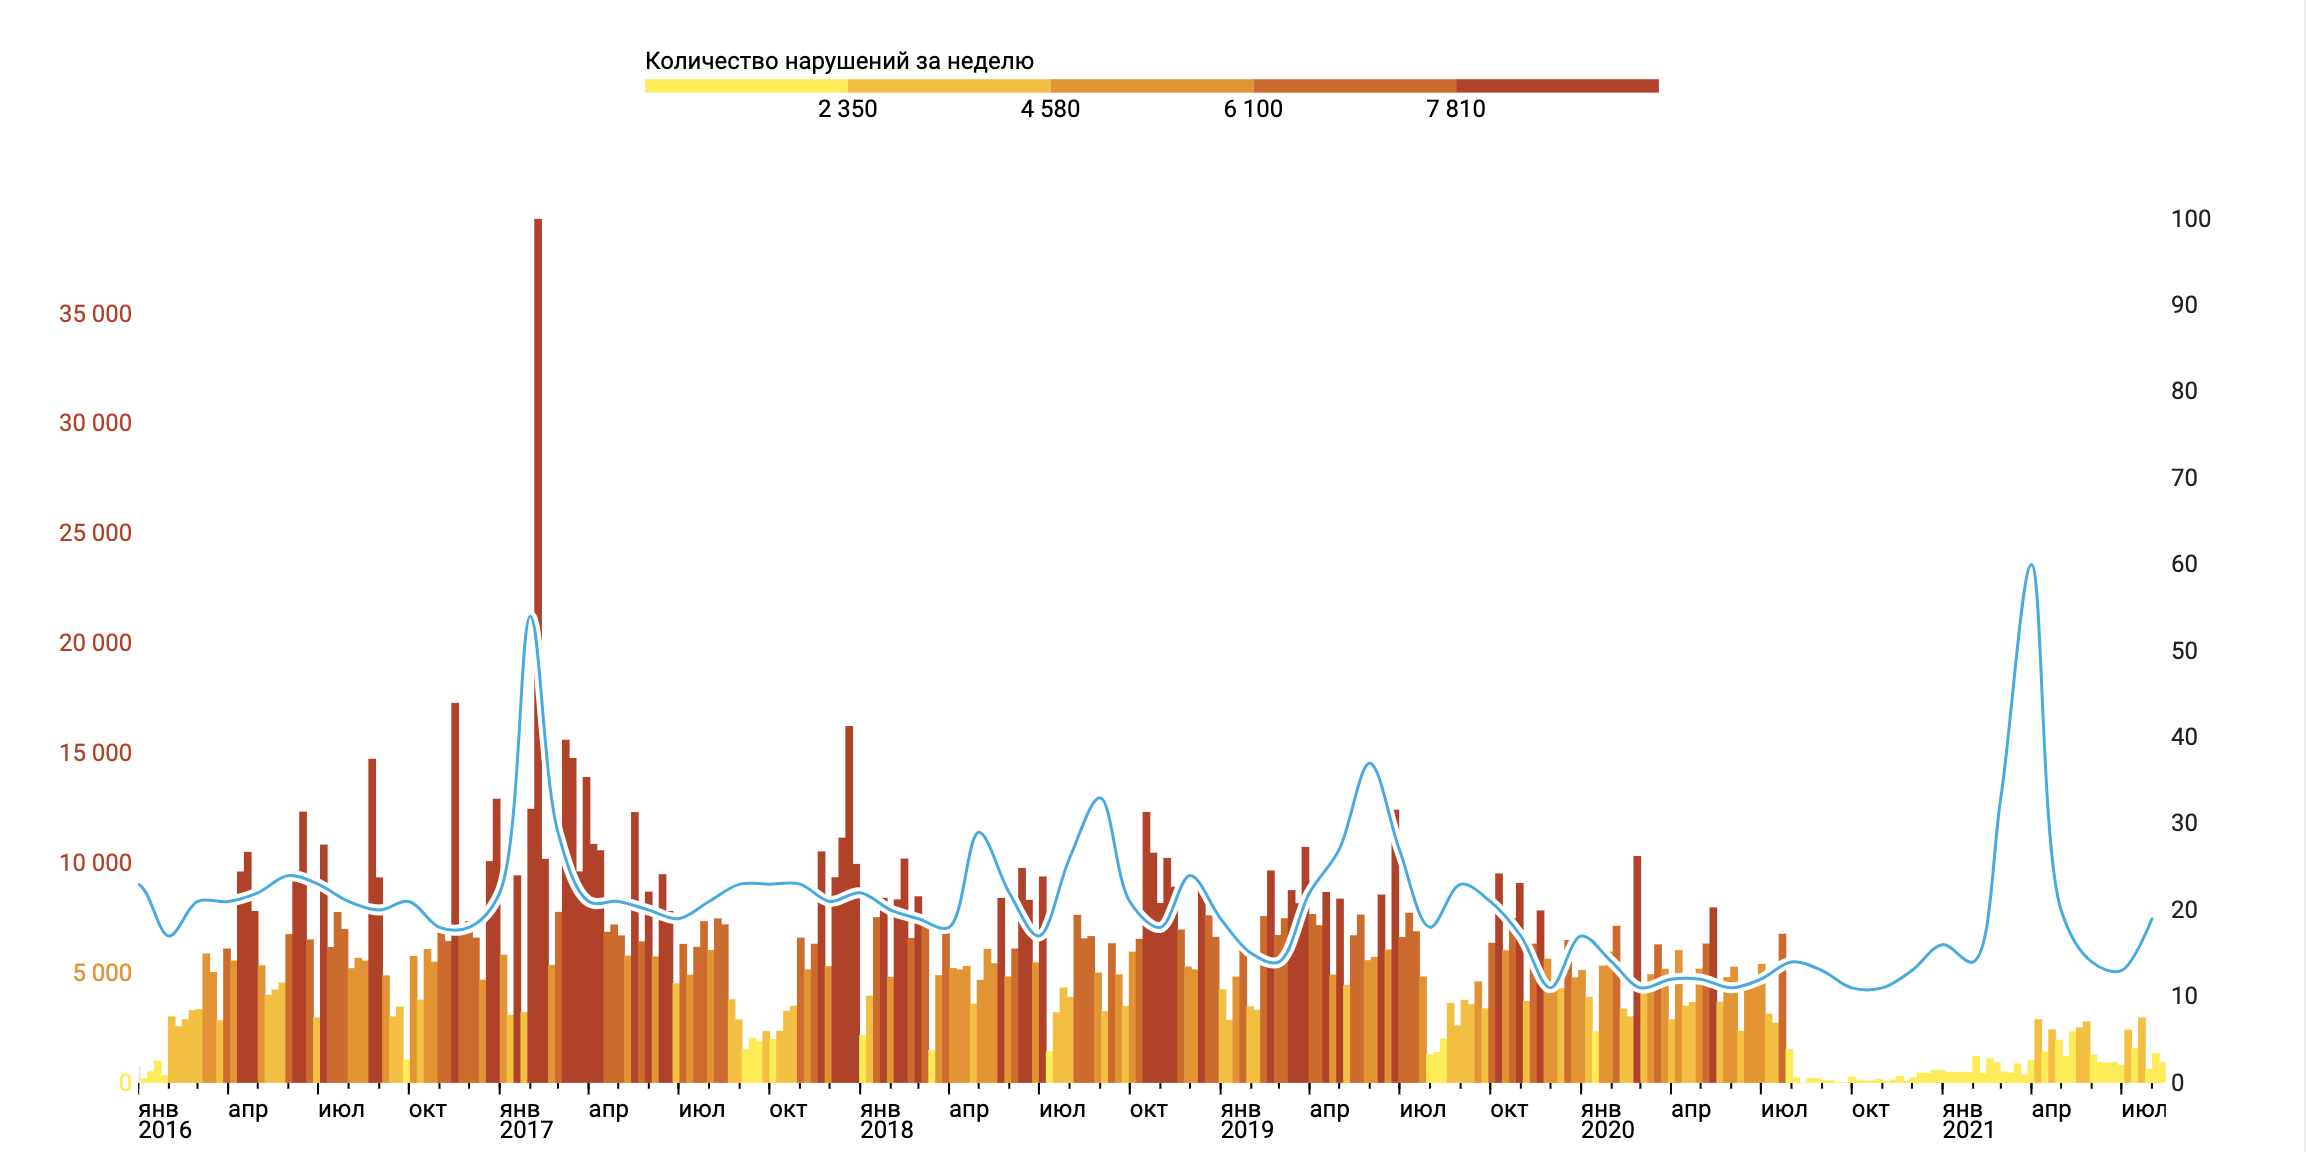 Количество нарушений за неделю
2 350 4 580 6 100 7 810
100
35 000 90
30 000 80
70
25 000
60
20 000 50
15 000 40
10 000 30
20
5 000 10
0 0
янв апр июл окт янв апр июл окт янв апр июл окт янв апр июл окт янв апр июл окт янв апр июл
2016 2017 2018 2019 2020 2021